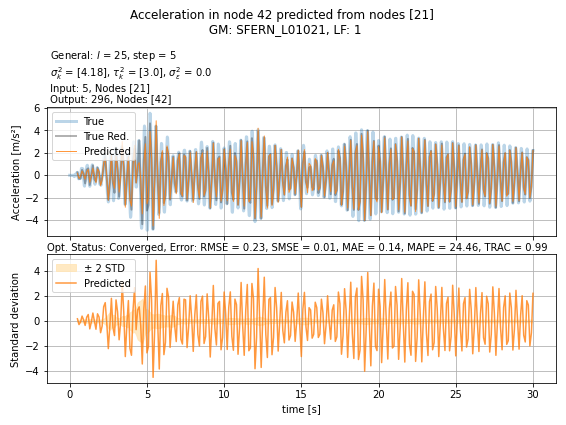 Acceleration in node 42 predicted from nodes [21]
GM: SFERN_L01021, LF: 1
General: l = 25, step = 5
σ²ₖ = [4.18], τ²ₖ = [3.0], σ²ε = 0.0
Input: 5, Nodes [21]
Output: 296, Nodes [42]
Acceleration [m/s²]
6
4
2
0
−2
−4
True
True Red.
Predicted
Opt. Status: Converged, Error: RMSE = 0.23, SMSE = 0.01, MAE = 0.14, MAPE = 24.46, TRAC = 0.99
Standard deviation
4
2
0
−2
−4
± 2 STD
Predicted
0 5 10 15 20 25 30
time [s]